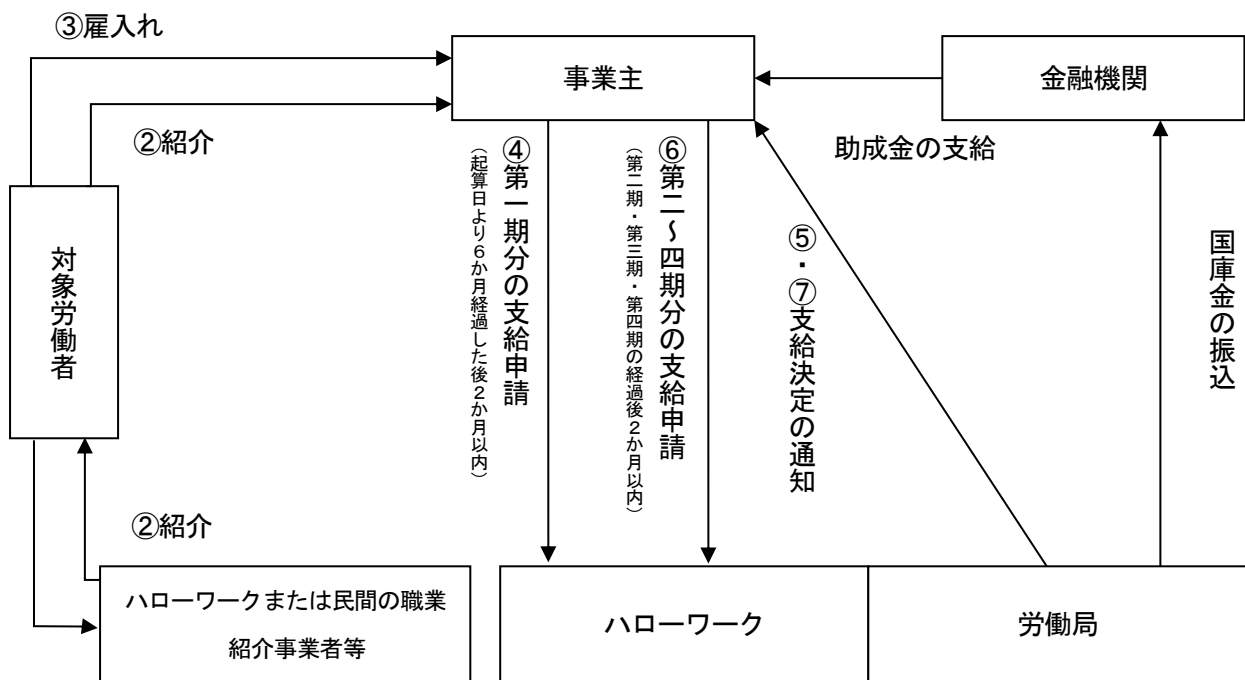 ③雇入れ
事業主
金融機関
②紹介
助成金の支給
④第一期分の支給申請
（起算日より６か月経過した後２か月以内）
⑥第二～四期分の支給申請
（第二期・第三期・第四期の経過後２か月以内）
⑤・⑦支給決定の通知
国庫金の振込
対象労働者
②紹介
ハローワークまたは民間の職業
紹介事業者等
ハローワーク
労働局